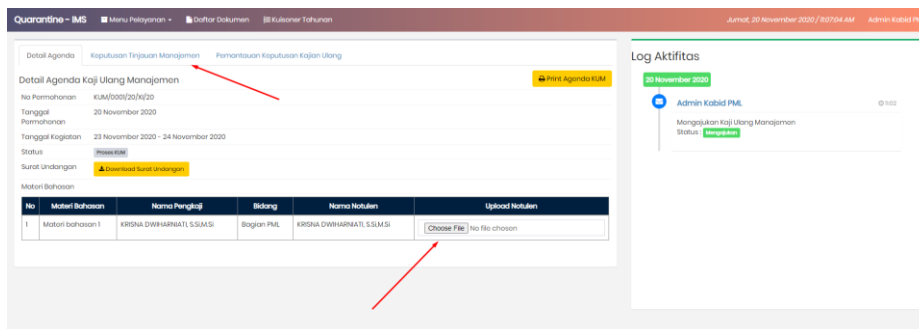 Quarantine - IMS Menu Pelayanan Daftar Dokumen Kuisoner Tahunan Jumat, 20 November 2020 / 11:07:04 AM Admin Kabid
Detail Agenda Keputusan Tinjauan Manajemen Pemantauan Keputusan Kajian Ulang
Detail Agenda Kaji Ulang Manajemen Print Agenda KUM
No Permohonan KUM/0001/20/XI/20
Tanggal Permohonan 20 November 2020
Tanggal Kegiatan 23 November 2020 - 24 November 2020
Status Proses KUM
Surat Undangan Download Surat Undangan
Materi Bahasan
No Materi Bahasan Nama Pengkaji Bidang Nama Notulen Upload Notulen
1 Materi bahasan 1 KRISNA DWIHARNIATI, S.Si,M.Si Bagian PML KRISNA DWIHARNIATI, S.Si,M.Si Choose File No file chosen
Log Aktifitas
20 November 2020
Admin Kabid PML 11:02
Mengajukan Kaji Ulang Manajemen
Status : Mengajukan